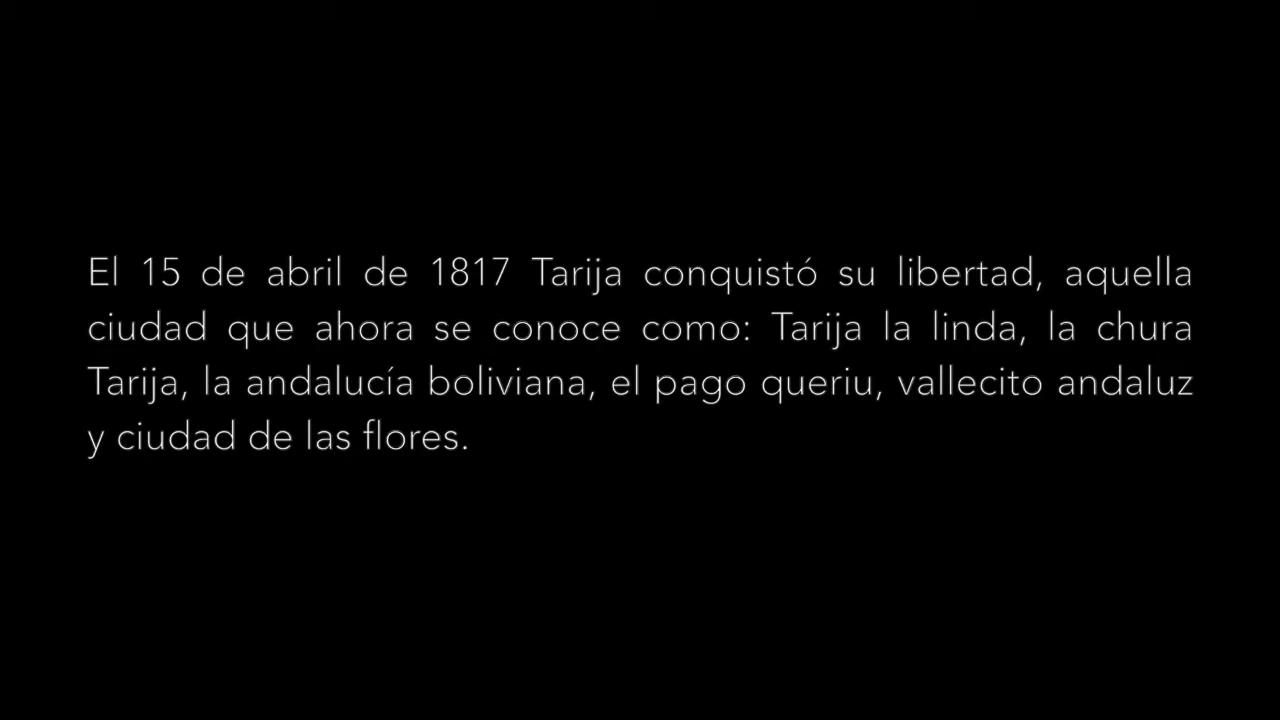 El 15 de abril de 1817 Tarija conquistó su libertad, aquella
ciudad que ahora se conoce como: Tarija la linda, la chura
Tarija, la andalucía boliviana, el pago queriu, vallecito andaluz
y ciudad de las flores.